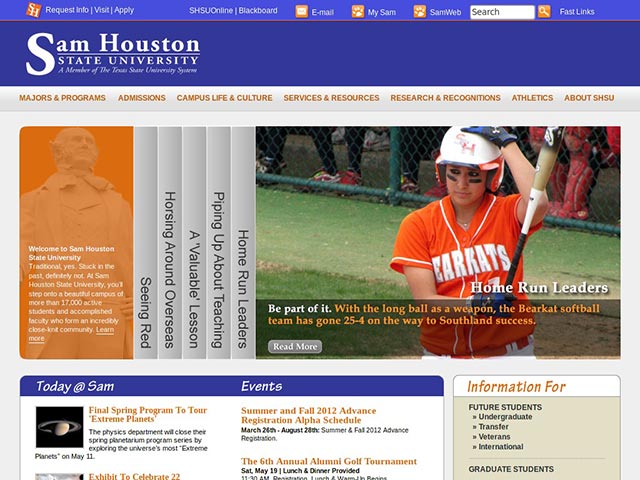 Request Info | Visit | Apply
SHSUOnline | Blackboard
E-mail
My Sam
SamWeb
Search
Fast Links
Sam Houston
STATE UNIVERSITY
A Member of The Texas State University System
MAJORS & PROGRAMS
ADMISSIONS
CAMPUS LIFE & CULTURE
SERVICES & RESOURCES
RESEARCH & RECOGNITIONS
ATHLETICS
ABOUT SHSU
Welcome to Sam Houston
State University
Traditional, yes. Stuck in the
past, definitely not. At Sam
Houston State University, you'll
step onto a beautiful campus of
more than 17,000 active
students and accomplished
faculty who form an incredibly
close-knit community. Learn
more
Seeing Red
Horsing Around Overseas
A 'Valuable' Lesson
Piping Up About Teaching
Home Run Leaders
SH
BEARKATS
Home Run Leaders
Be part of it. With the long ball as a weapon, the Bearkat softball
team has gone 25-4 on the way to Southland success.
Read More
Today @ Sam
Final Spring Program To Tour
'Extreme Planets'
The physics department will close their
spring planetarium program series by
exploring the universe's most "Extreme
Planets" on May 11.
Exhibit To Celebrate 22
Events
Summer and Fall 2012 Advance
Registration Alpha Schedule
March 26th - August 28th: Summer & Fall 2012 Advance
Registration.
The 6th Annual Alumni Golf Tournament
Sat, May 19 | Lunch & Dinner Provided
11:30 AM, Registration, Lunch & Warm-Up Begins
Information For
FUTURE STUDENTS
» Undergraduate
» Transfer
» Veterans
» International
GRADUATE STUDENTS